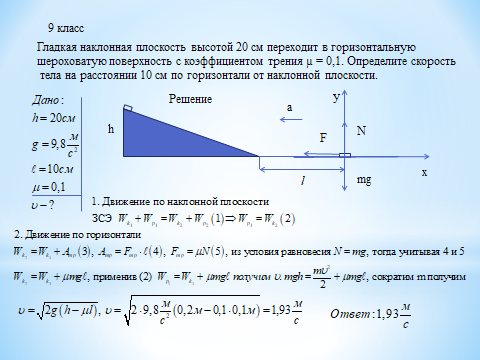 9 класс
Гладкая наклонная плоскость высотой 20 см переходит в горизонтальную
шероховатую поверхность с коэффициентом трения μ = 0,1. Определите скорость
тела на расстоянии 10 см по горизонтали от наклонной плоскости.
Дано:
h = 20см
g = 9,8 м/с²
ℓ = 10см
μ = 0,1
υ − ?
Решение
h
a
y
F
N
x
l
mg
1. Движение по наклонной плоскости
ЗСЭ W_k₁ + W_p₁ = W_k₂ + W_p₂ (1) ⇒ W_p₁ = W_k₂ (2)
2. Движение по горизонтали
W_k₂ = W_k₃ + A_тр (3), A_тр = F_тр · ℓ (4), F_тр = μN (5), из условия равновесия N = mg, тогда учитывая 4 и 5
W_k₂ = W_k₃ + μmgℓ, применив (2) W_p₁ = W_k₃ + μmgℓ получим υ. mgh = mυ²/2 + μmgℓ, сократим m получим
υ = √(2g(h − μl)), υ = √(2·9,8 м/с² (0,2м − 0,1·0,1м)) = 1,93 м/с
Ответ: 1,93 м/с